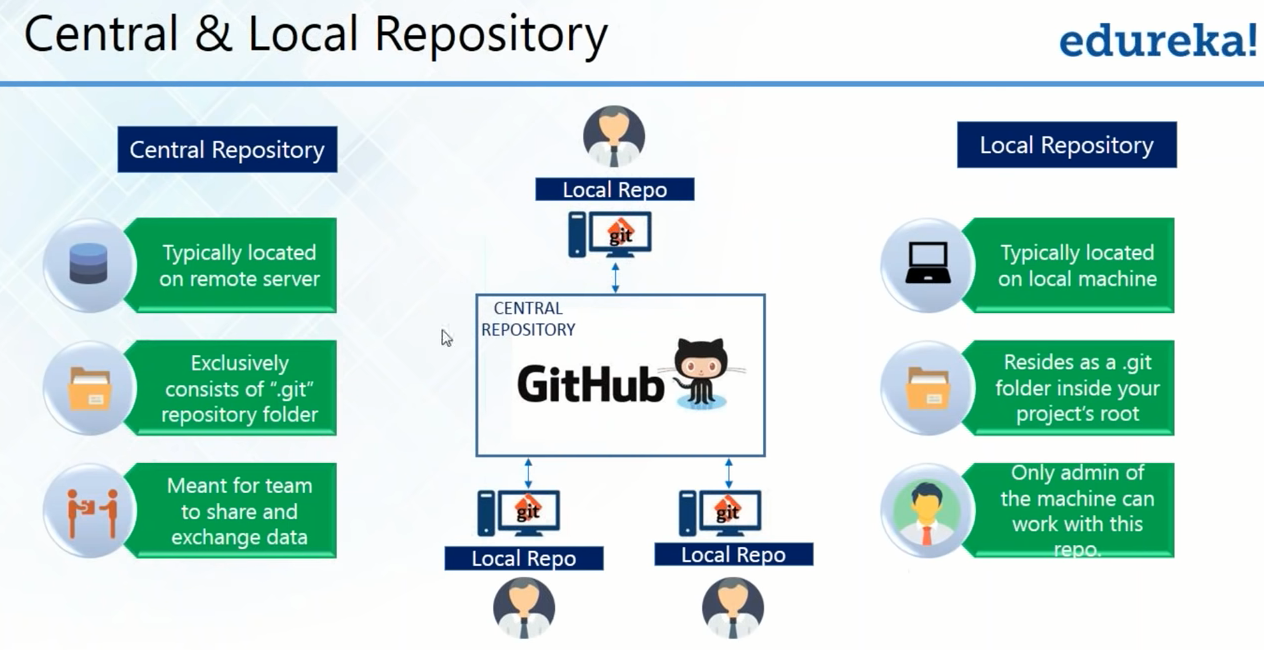 Central & Local Repository
edureka!
Central Repository
Typically located
on remote server
Exclusively
consists of “.git”
repository folder
Meant for team
to share and
exchange data
Local Repo
git
CENTRAL
REPOSITORY
GitHub
git
Local Repo
git
Local Repo
Local Repository
Typically located
on local machine
Resides as a .git
folder inside your
project’s root
Only admin of
the machine can
work with this
repo.